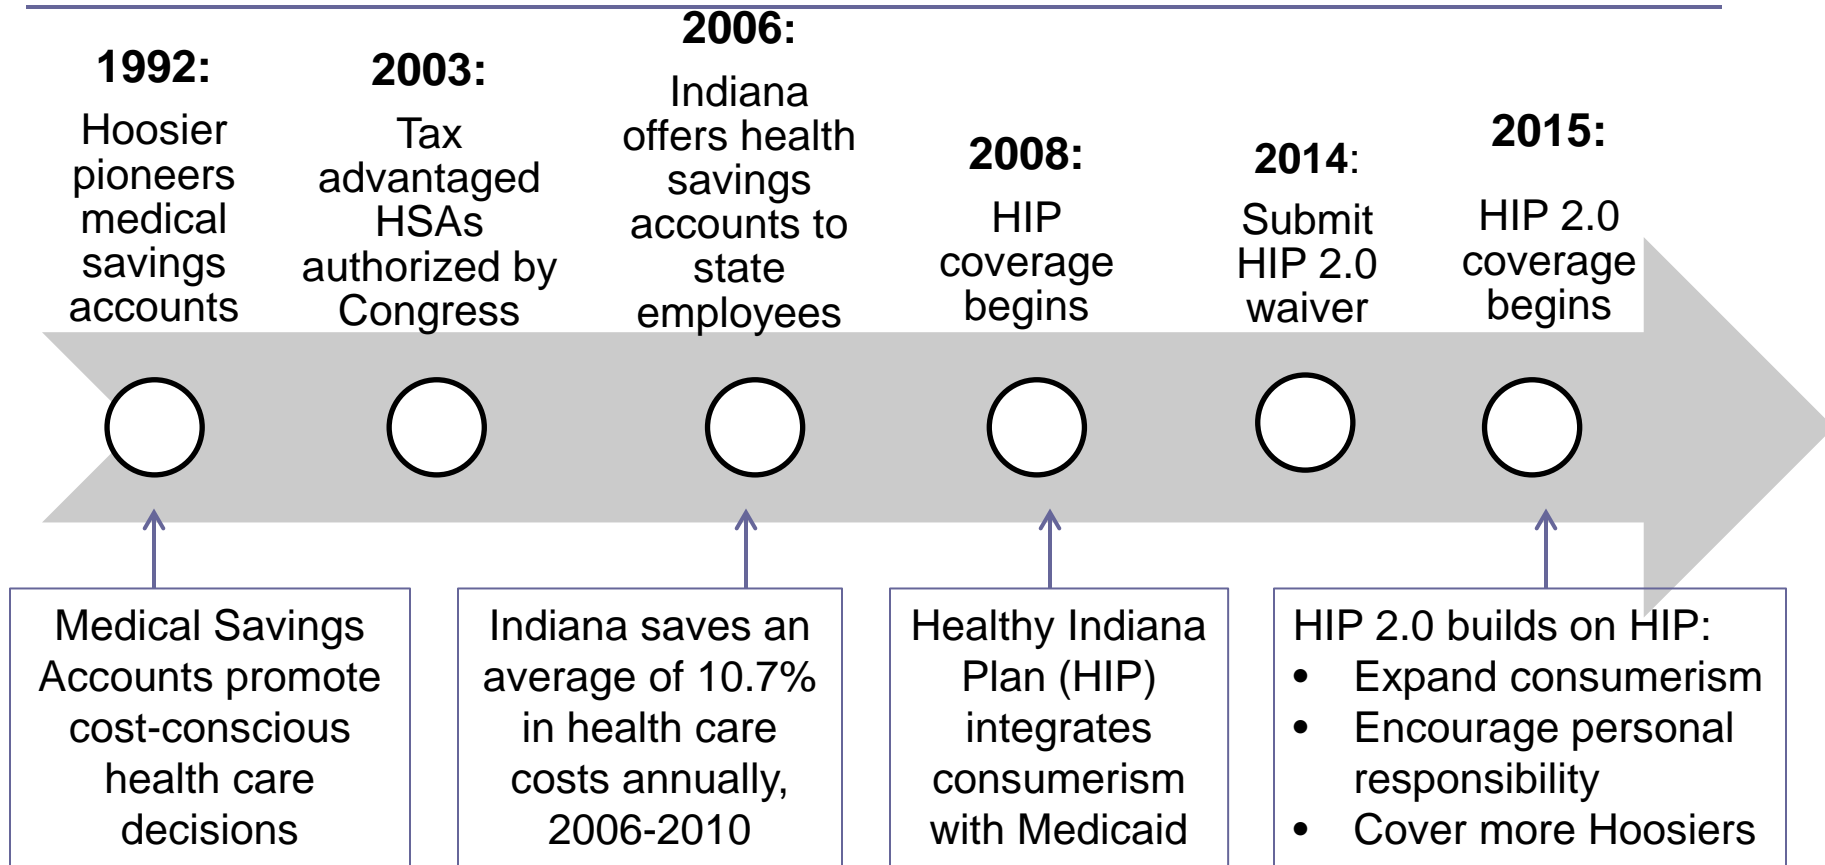 1992:
Hoosier
pioneers
medical
savings
accounts
2003:
Tax
advantaged
HSAs
authorized by
Congress
2006:
Indiana
offers health
savings
accounts to
state
employees
2008:
HIP
coverage
begins
2014:
Submit
HIP 2.0
waiver
2015:
HIP 2.0
coverage
begins
Medical Savings
Accounts promote
cost-conscious
health care
decisions
Indiana saves an
average of 10.7%
in health care
costs annually,
2006-2010
Healthy Indiana
Plan (HIP)
integrates
consumerism
with Medicaid
HIP 2.0 builds on HIP:
• Expand consumerism
• Encourage personal
responsibility
• Cover more Hoosiers